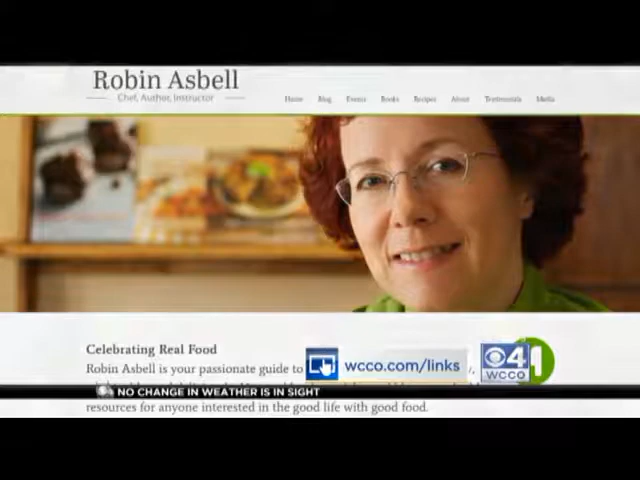 Robin Asbell
Chef, Author, Instructor
Home Blog Events Books Recipes About Testimonials Media
Celebrating Real Food
Robin Asbell is your passionate guide to
wcco.com/links
4 1
WCCO
NO CHANGE IN WEATHER IS IN SIGHT
resources for anyone interested in the good life with good food.